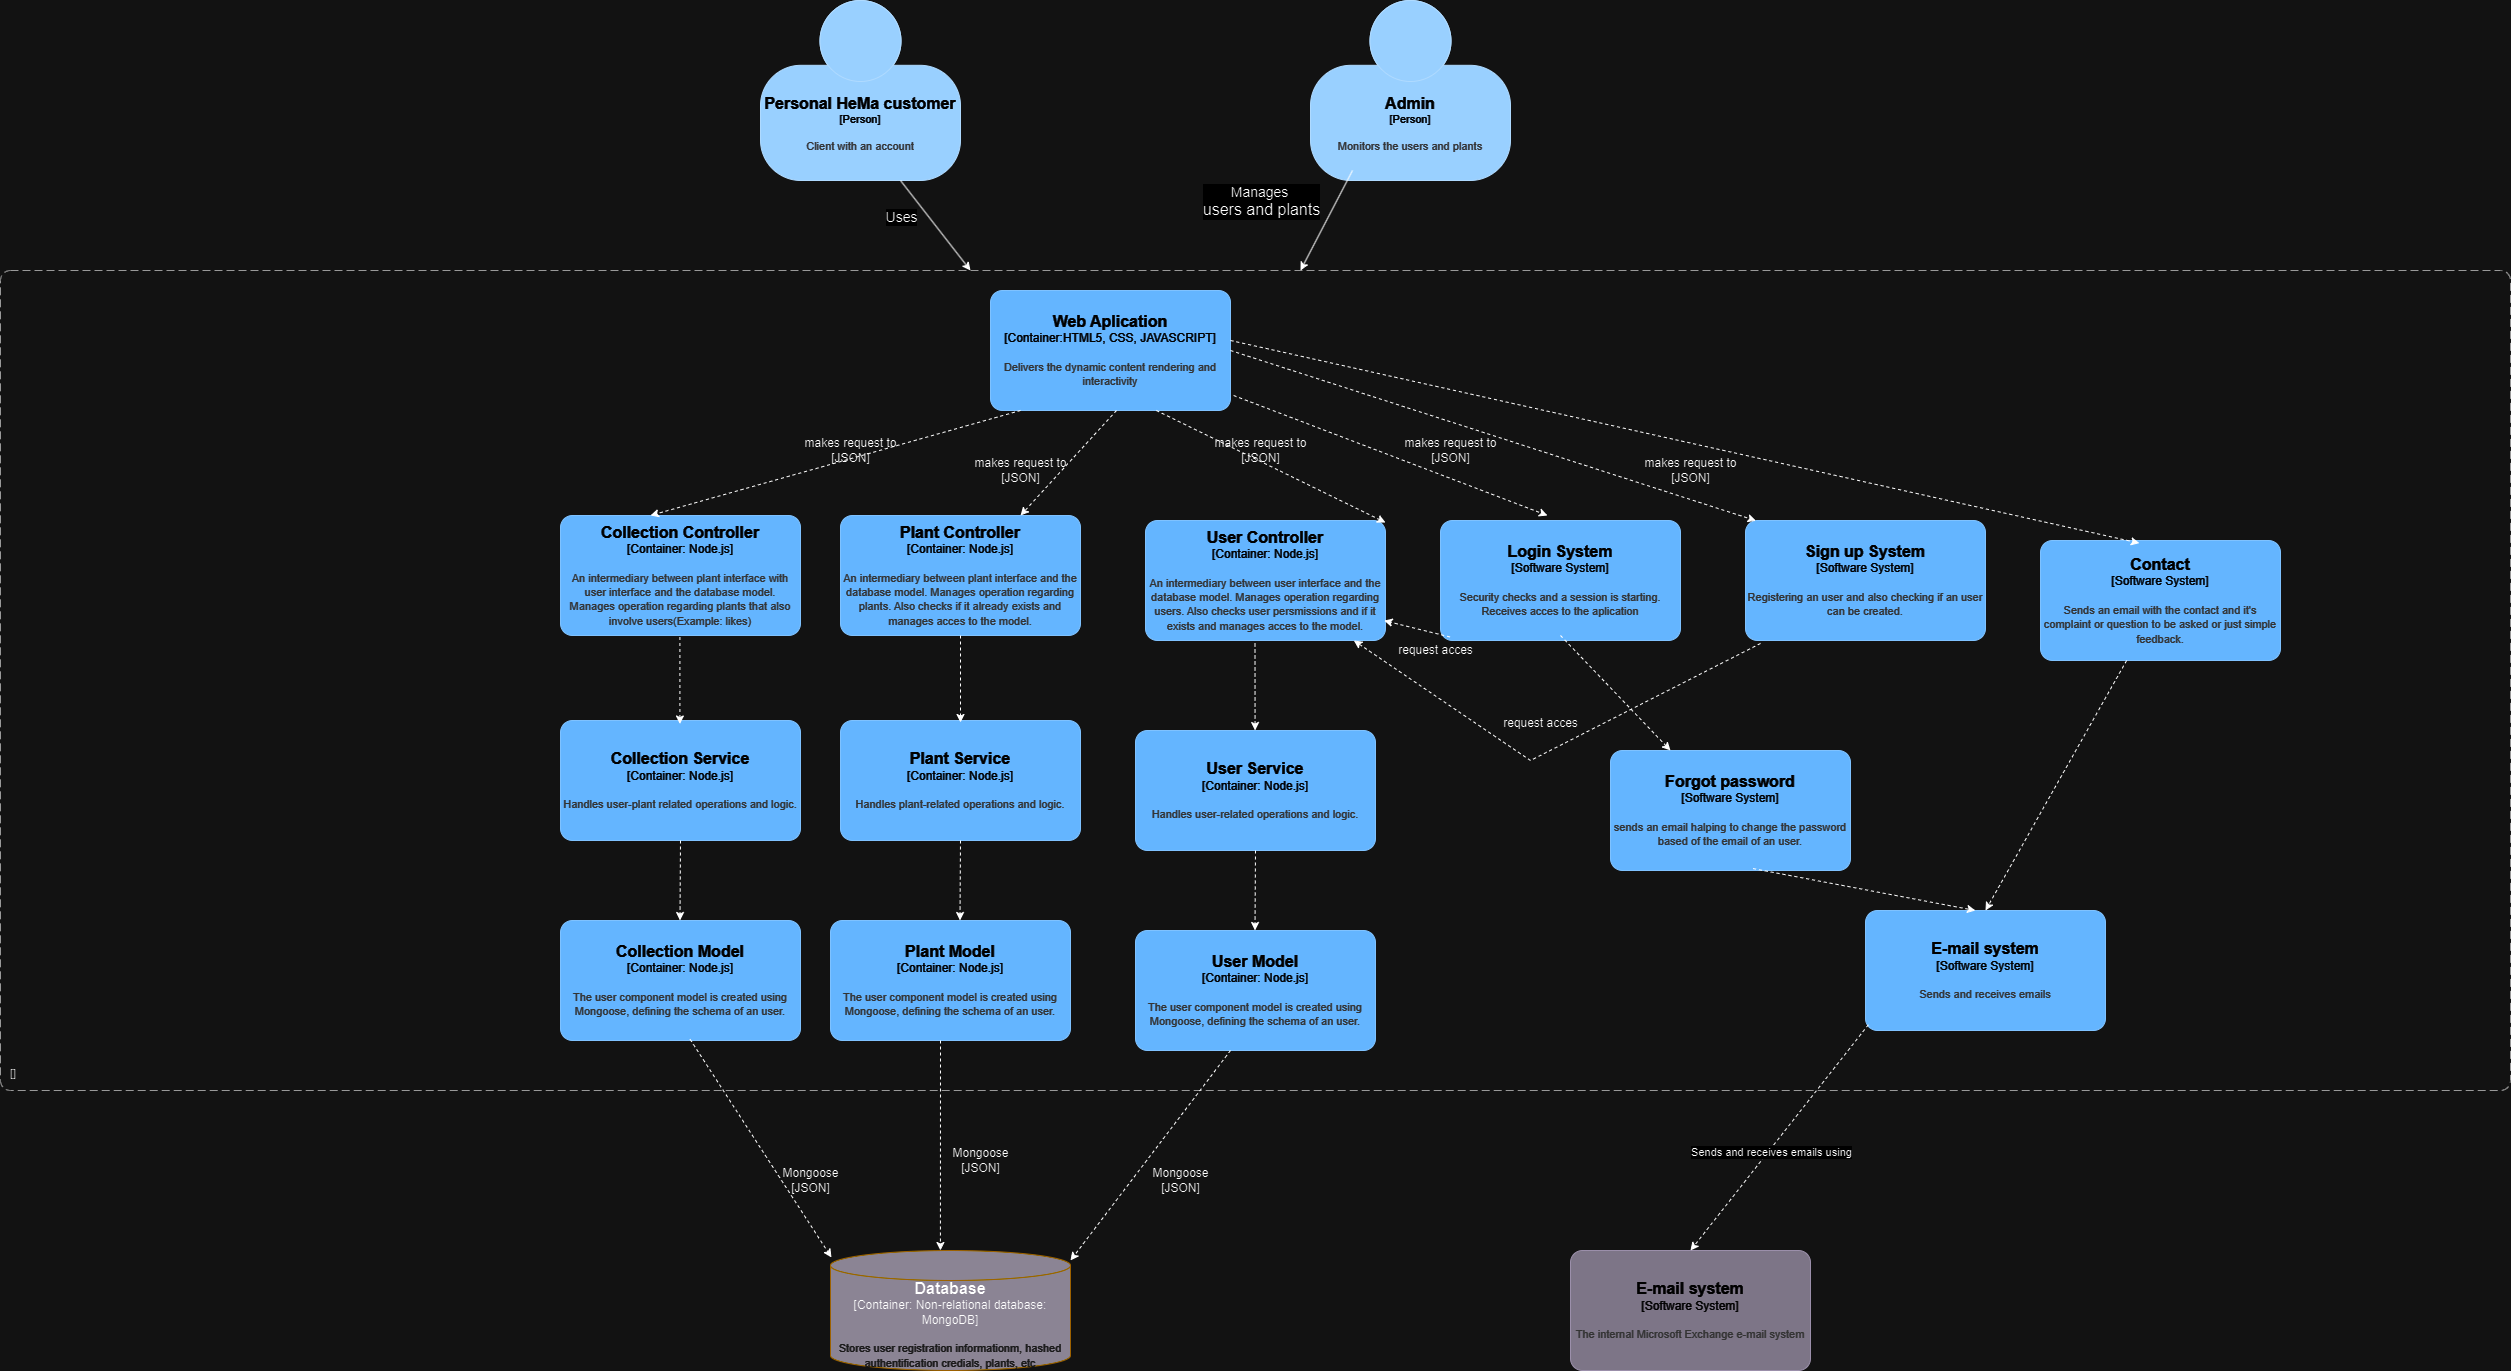 Personal HeMa customer
[Person]
Client with an account
Admin
[Person]
Monitors the users and plants
Uses
Manages
users and plants
Web Aplication
[Container:HTML5, CSS, JAVASCRIPT]
Delivers the dynamic content rendering and
interactivity
makes request to
[JSON]
makes request to
[JSON]
makes request to
[JSON]
makes request to
[JSON]
makes request to
[JSON]
Collection Controller
[Container: Node.js]
An intermediary between plant interface with
user interface and the database model.
Manages operation regarding plants that also
involve users(Example: likes)
Plant Controller
[Container: Node.js]
An intermediary between plant interface and the
database model. Manages operation regarding
plants. Also checks if it already exists and
manages acces to the model.
User Controller
[Container: Node.js]
An intermediary between user interface and the
database model. Manages operation regarding
users. Also checks user persmissions and if it
exists and manages acces to the model.
Login System
[Software System]
Security checks and a session is starting.
Receives acces to the aplication
Sign up System
[Software System]
Registering an user and also checking if an user
can be created.
Contact
[Software System]
Sends an email with the contact and it's
complaint or question to be asked or just simple
feedback.
request acces
request acces
Collection Service
[Container: Node.js]
Handles user-plant related operations and logic.
Plant Service
[Container: Node.js]
Handles plant-related operations and logic.
User Service
[Container: Node.js]
Handles user-related operations and logic.
Forgot password
[Software System]
sends an email halping to change the password
based of the email of an user.
Collection Model
[Container: Node.js]
The user component model is created using
Mongoose, defining the schema of an user.
Plant Model
[Container: Node.js]
The user component model is created using
Mongoose, defining the schema of an user.
User Model
[Container: Node.js]
The user component model is created using
Mongoose, defining the schema of an user.
E-mail system
[Software System]
Sends and receives emails
[]
Mongoose
[JSON]
Mongoose
[JSON]
Mongoose
[JSON]
Sends and receives emails using
Database
[Container: Non-relational database:
MongoDB]
Stores user registration informationm, hashed
authentification credials, plants, etc
E-mail system
[Software System]
The internal Microsoft Exchange e-mail system